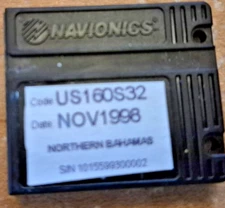 NAVIONICS®
Code US160S32
Date NOV1998
NORTHERN BAHAMAS
S/N 1015599300002